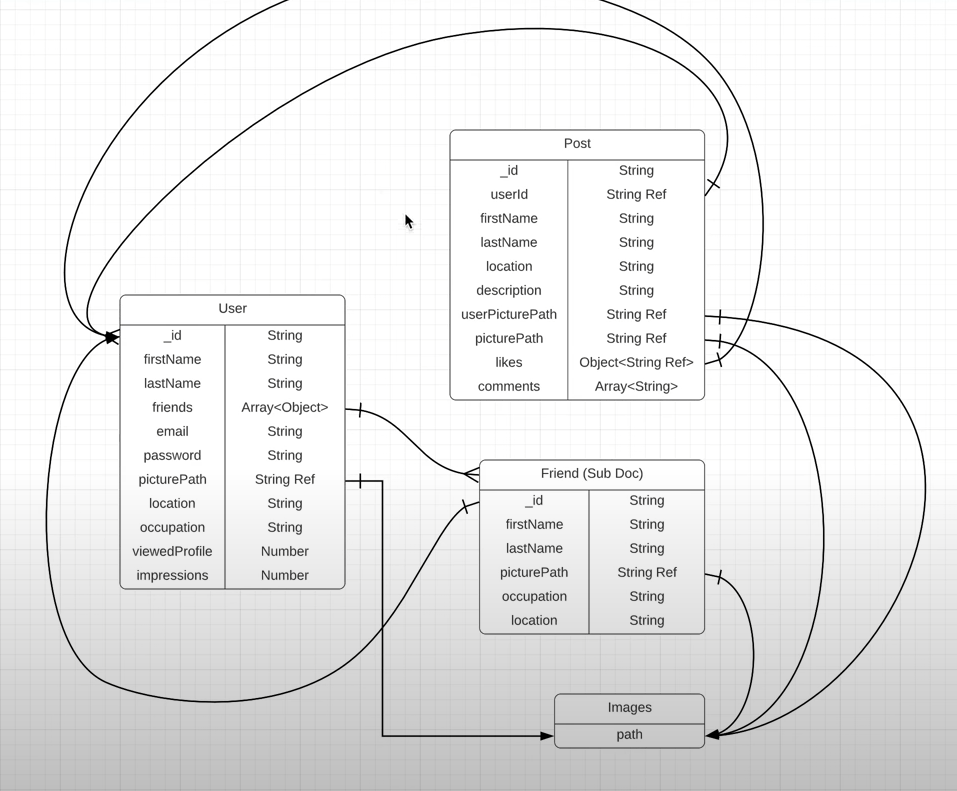 Post
_id String
userId String Ref
firstName String
lastName String
location String
description String
userPicturePath String Ref
picturePath String Ref
likes Object<String Ref>
comments Array<String>
User
_id String
firstName String
lastName String
friends Array<Object>
email String
password String
picturePath String Ref
location String
occupation String
viewedProfile Number
impressions Number
Friend (Sub Doc)
_id String
firstName String
lastName String
picturePath String Ref
occupation String
location String
Images
path